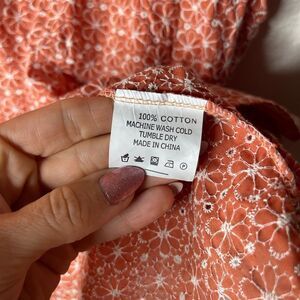 100% COTTON
MACHINE WASH COLD
TUMBLE DRY
MADE IN CHINA